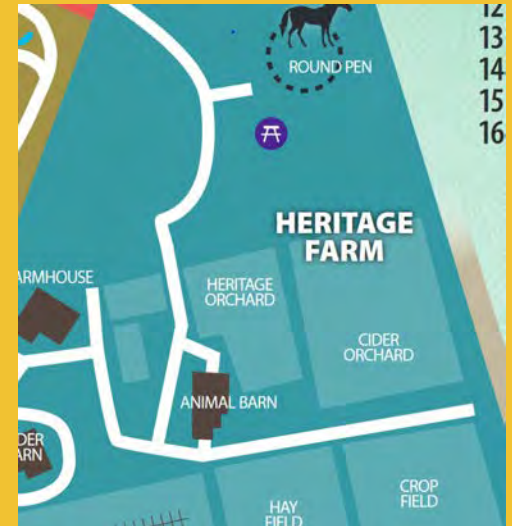 12
13
14
15
16
ROUND PEN
HERITAGE
FARM
ARMHOUSE
HERITAGE
ORCHARD
CIDER
ORCHARD
ANIMAL BARN
DER
ARN
HAY
FIELD
CROP
FIELD